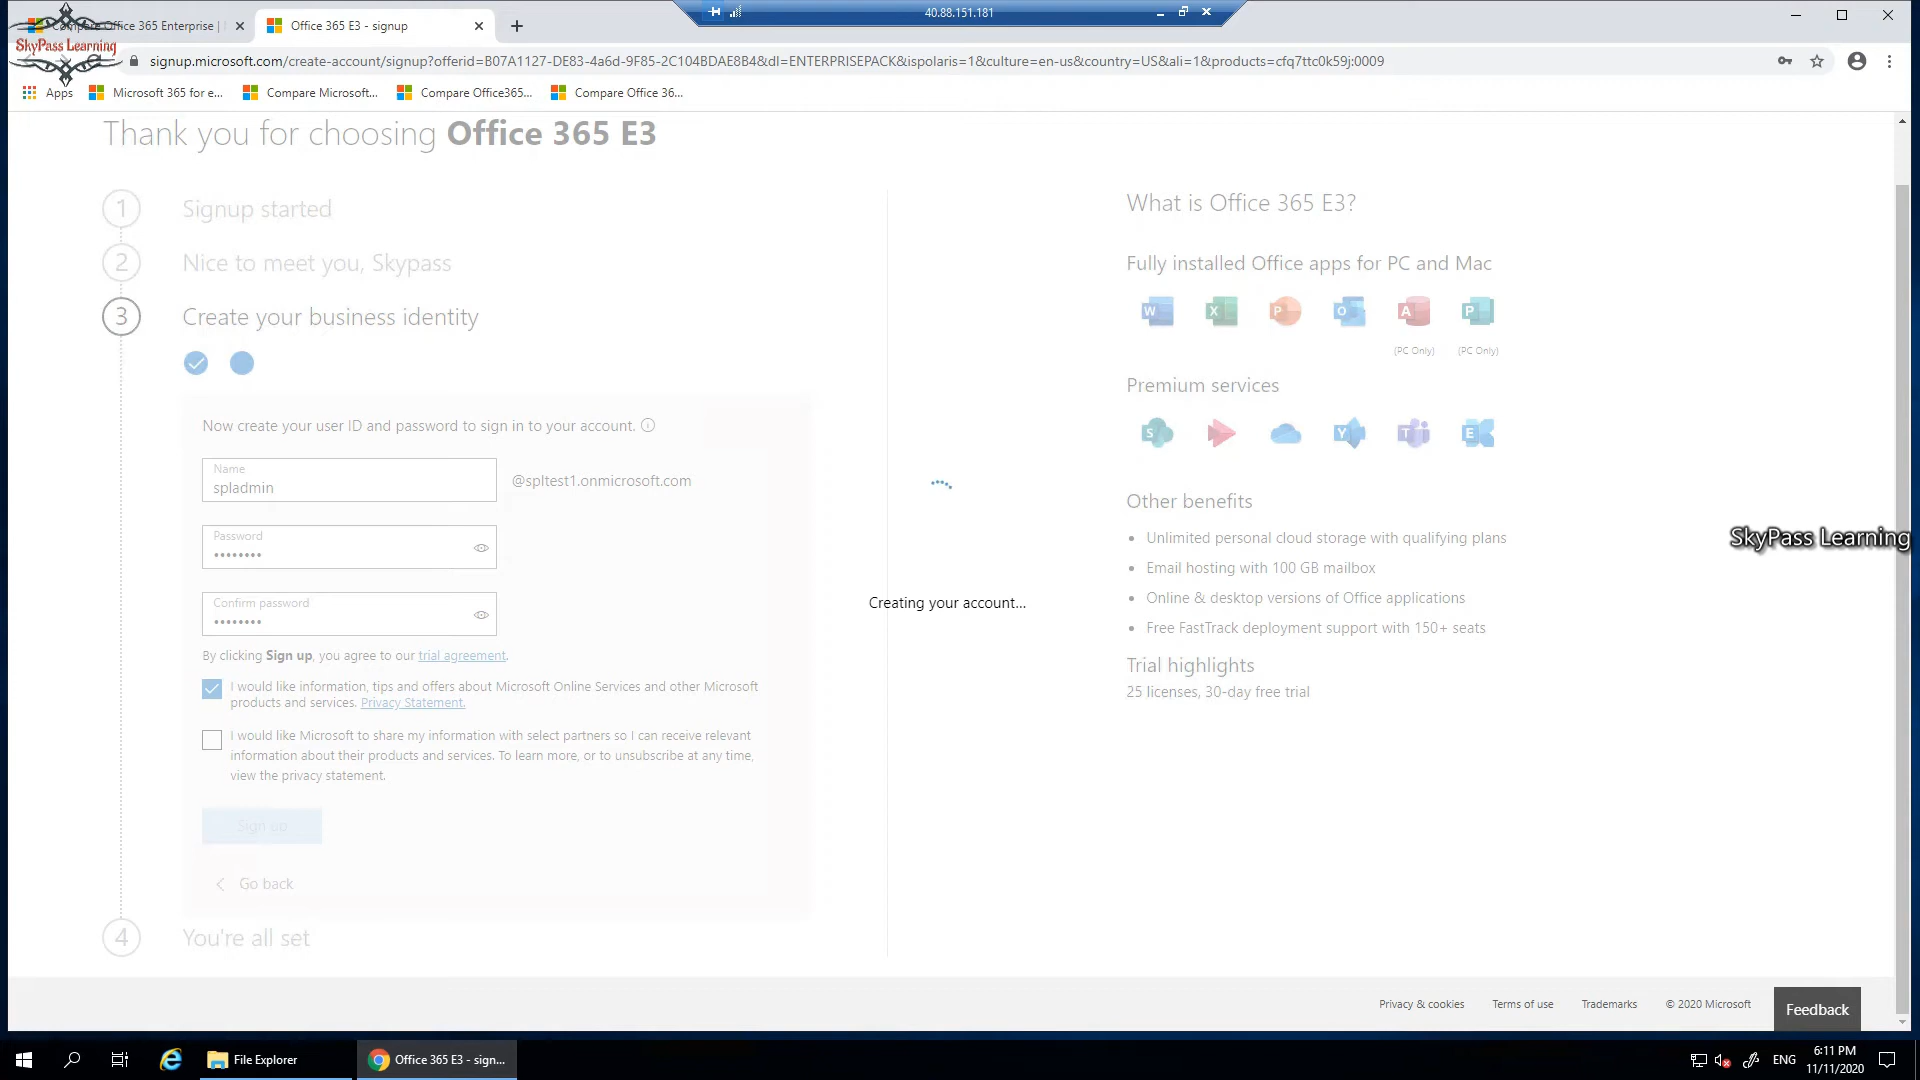 Compare Office 365 Enterprise |
Office 365 E3 - signup
40.88.151.181
SkyPass Learning
signup.microsoft.com/create-account/signup?offerid=B07A1127-DE83-4a6d-9F85-2C104BDAE8B4&dl=ENTERPRISEPACK&ispolaris=1&culture=en-us&country=US&ali=1&products=cfq7ttc0k59j:0009
Apps
Microsoft 365 for e...
Compare Microsoft...
Compare Office365...
Compare Office 36...
Thank you for choosing Office 365 E3
1 Signup started
2 Nice to meet you, Skypass
3 Create your business identity
Now create your user ID and password to sign in to your account.
Name
spladmin
@spltest1.onmicrosoft.com
Password
••••••••
Confirm password
••••••••
By clicking Sign up, you agree to our trial agreement.
I would like information, tips and offers about Microsoft Online Services and other Microsoft
products and services. Privacy Statement.
I would like Microsoft to share my information with select partners so I can receive relevant
information about their products and services. To learn more, or to unsubscribe at any time,
view the privacy statement.
Sign up
Go back
4 You're all set
Creating your account...
What is Office 365 E3?
Fully installed Office apps for PC and Mac
W X P O A P
(PC Only) (PC Only)
Premium services
S Y T E
Other benefits
• Unlimited personal cloud storage with qualifying plans
• Email hosting with 100 GB mailbox
• Online & desktop versions of Office applications
• Free FastTrack deployment support with 150+ seats
Trial highlights
25 licenses, 30-day free trial
SkyPass Learning
Privacy & cookies
Terms of use
Trademarks
© 2020 Microsoft
Feedback
File Explorer
Office 365 E3 - sign...
ENG
6:11 PM
11/11/2020